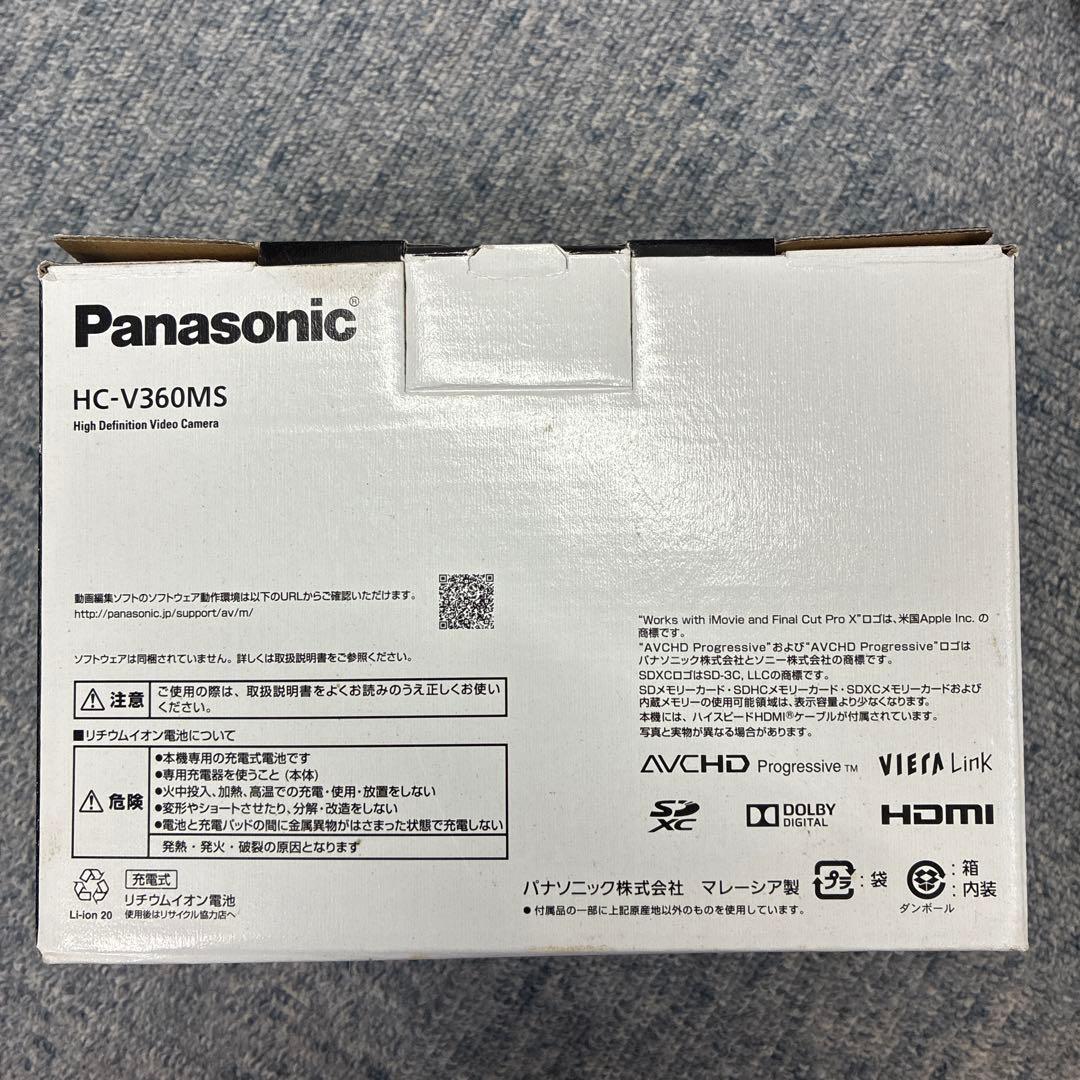 Panasonic®
HC-V360MS
High Definition Video Camera
動画編集ソフトのソフトウェア動作環境は以下のURLからご確認いただけます。
http://panasonic.jp/support/av/m/
ソフトウェアは同梱されていません。詳しくは取扱説明書をご参照ください。
注意
ご使用の際は、取扱説明書をよくお読みのうえ正しくお使い
ください。
■リチウムイオン電池について
危険
●本機専用の充電式電池です
●専用充電器を使うこと (本体)
●火中投入、加熱、高温での充電・使用・放置をしない
●変形やショートさせたり、分解・改造をしない
●電池と充電パッドの間に金属異物がはさまった状態で充電しない
発熱・発火・破裂の原因となります
Li-ion 20
充電式
リチウムイオン電池
使用後はリサイクル協力店へ
"Works with iMovie and Final Cut Pro X"ロゴは、米国Apple Inc. の
商標です。
"AVCHD Progressive"および"AVCHD Progressive"ロゴは
パナソニック株式会社とソニー株式会社の商標です。
SDXCロゴはSD-3C, LLCの商標です。
SDメモリーカード・SDHCメモリーカード・SDXCメモリーカードおよび
内蔵メモリーの使用可能領域は、表示容量より少なくなります。
本機には、ハイスピードHDMI®ケーブルが付属されています。
写真と実物が異なる場合があります。
AVCHD Progressive™ VIERA Link
SD XC DOLBY DIGITAL HDMI
パナソニック株式会社 マレーシア製
●付属品の一部に上記原産地以外のものを使用しています。
プラ : 袋
: 箱
: 内装
ダンボール